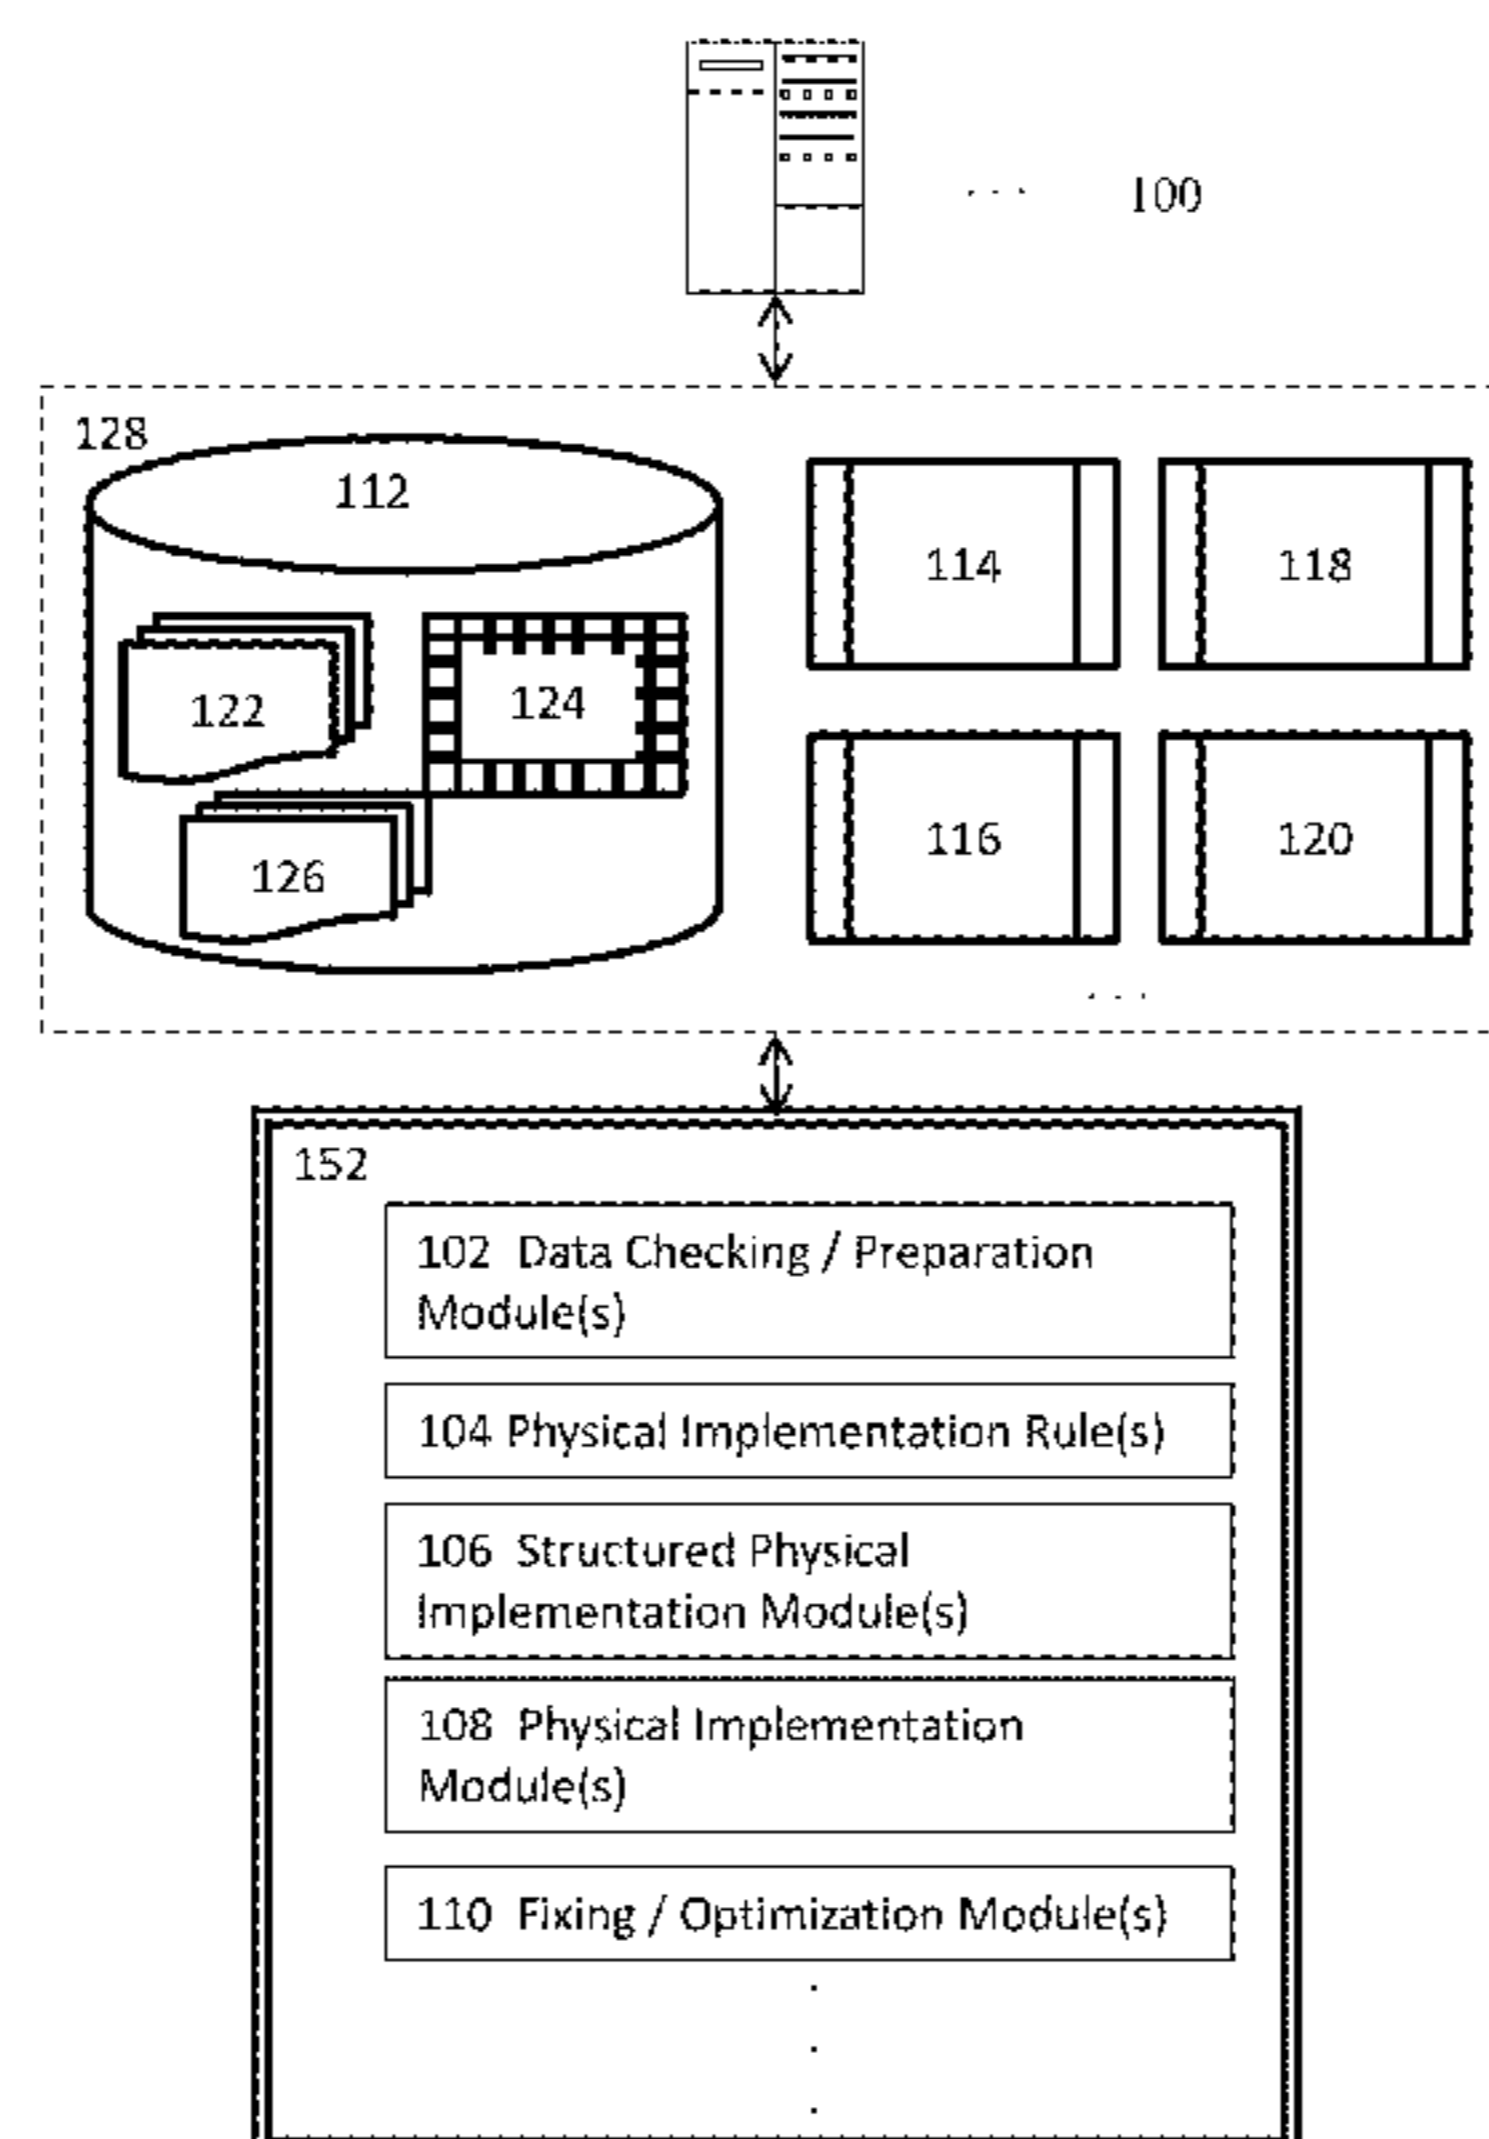 100
128
112
114
118
122
124
116
120
126
152
102 Data Checking / Preparation
Module(s)
104 Physical Implementation Rule(s)
106 Structured Physical
Implementation Module(s)
108 Physical Implementation
Module(s)
110 Fixing / Optimization Module(s)